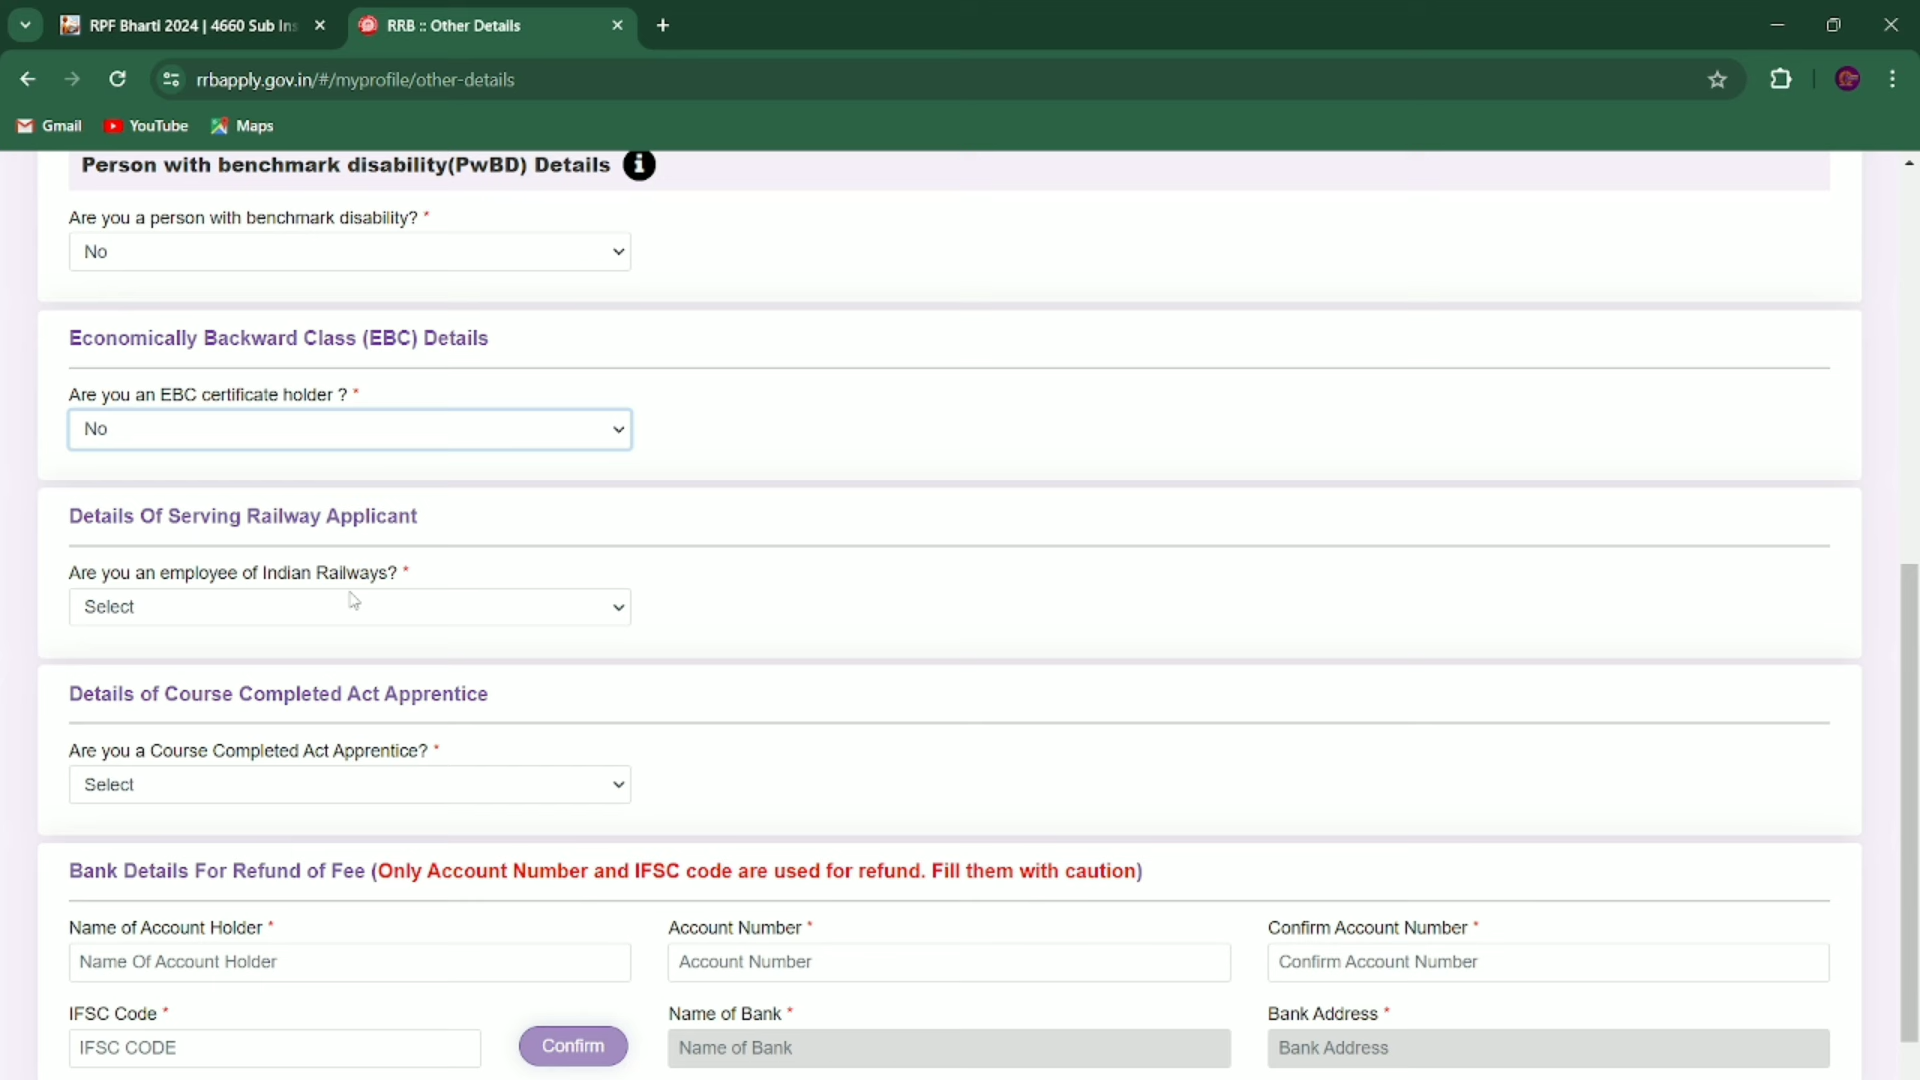 RPF Bharti 2024 | 4660 Sub Ins
RRB :: Other Details
rrbapply.gov.in/#/myprofile/other-details
Gmail
YouTube
Maps
Person with benchmark disability(PwBD) Details
Are you a person with benchmark disability? *
No
Economically Backward Class (EBC) Details
Are you an EBC certificate holder ? *
No
Details Of Serving Railway Applicant
Are you an employee of Indian Railways? *
Select
Details of Course Completed Act Apprentice
Are you a Course Completed Act Apprentice? *
Select
Bank Details For Refund of Fee (Only Account Number and IFSC code are used for refund. Fill them with caution)
Name of Account Holder *
Account Number *
Confirm Account Number *
Name Of Account Holder
Account Number
Confirm Account Number
IFSC Code *
Name of Bank *
Bank Address *
IFSC CODE
Confirm
Name of Bank
Bank Address